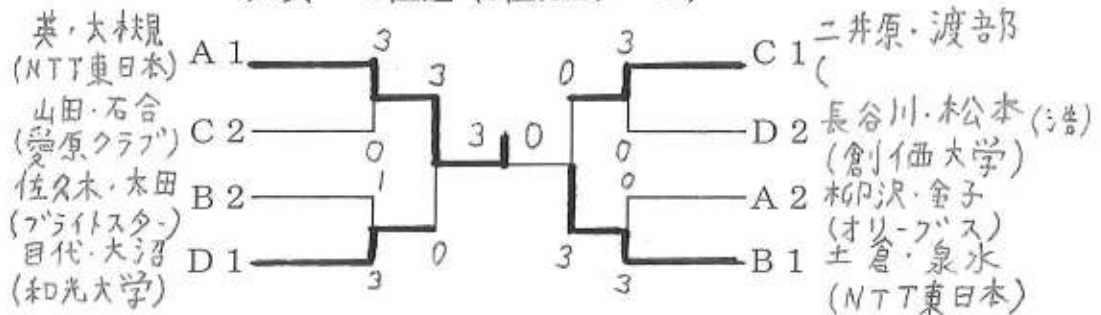 英・大槻
(NTT東日本)
A 1
山田・石合
(愛原クラブ)
C 2
佐久木・太田
(ブライトスター)
B 2
目代・大沼
(和光大学)
D 1
3
0
1
3
3
0
3 0
0
3
3
0
0
3
C 1
二井原・渡部
(
D 2
長谷川・松本(浩)
(創価大学)
A 2
柳沢・金子
(オリーブス)
B 1
土倉・泉水
(NTT東日本)